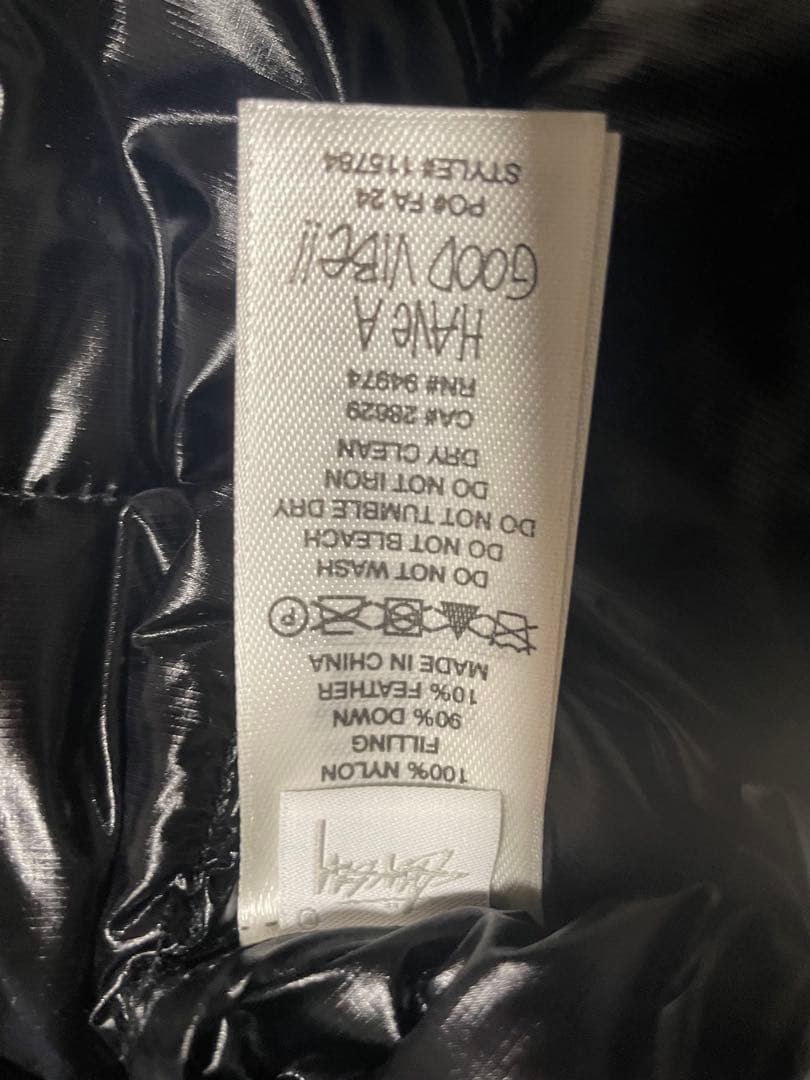 Stüssy
100% NYLON
FILLING
90% DOWN
10% FEATHER
MADE IN CHINA
P
DO NOT WASH
DO NOT BLEACH
DO NOT TUMBLE DRY
DO NOT IRON
DRY CLEAN
CA# 28629
RN# 94974
HAVE A
GOOD VIBE!!
PO# FA 24
STYLE# 115784